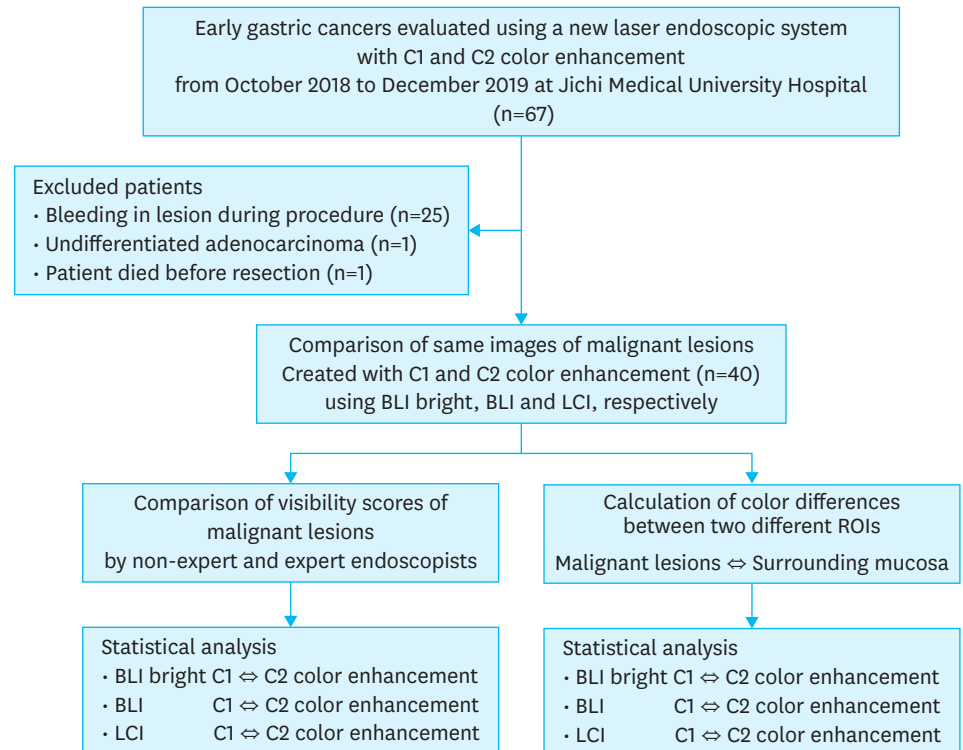 Early gastric cancers evaluated using a new laser endoscopic system
with C1 and C2 color enhancement
from October 2018 to December 2019 at Jichi Medical University Hospital
(n=67)
Excluded patients
· Bleeding in lesion during procedure (n=25)
· Undifferentiated adenocarcinoma (n=1)
· Patient died before resection (n=1)
Comparison of same images of malignant lesions
Created with C1 and C2 color enhancement (n=40)
using BLI bright, BLI and LCI, respectively
Comparison of visibility scores of
malignant lesions
by non-expert and expert endoscopists
Calculation of color differences
between two different ROIs
Malignant lesions ⇔ Surrounding mucosa
Statistical analysis
· BLI bright C1 ⇔ C2 color enhancement
· BLI C1 ⇔ C2 color enhancement
· LCI C1 ⇔ C2 color enhancement
Statistical analysis
· BLI bright C1 ⇔ C2 color enhancement
· BLI C1 ⇔ C2 color enhancement
· LCI C1 ⇔ C2 color enhancement